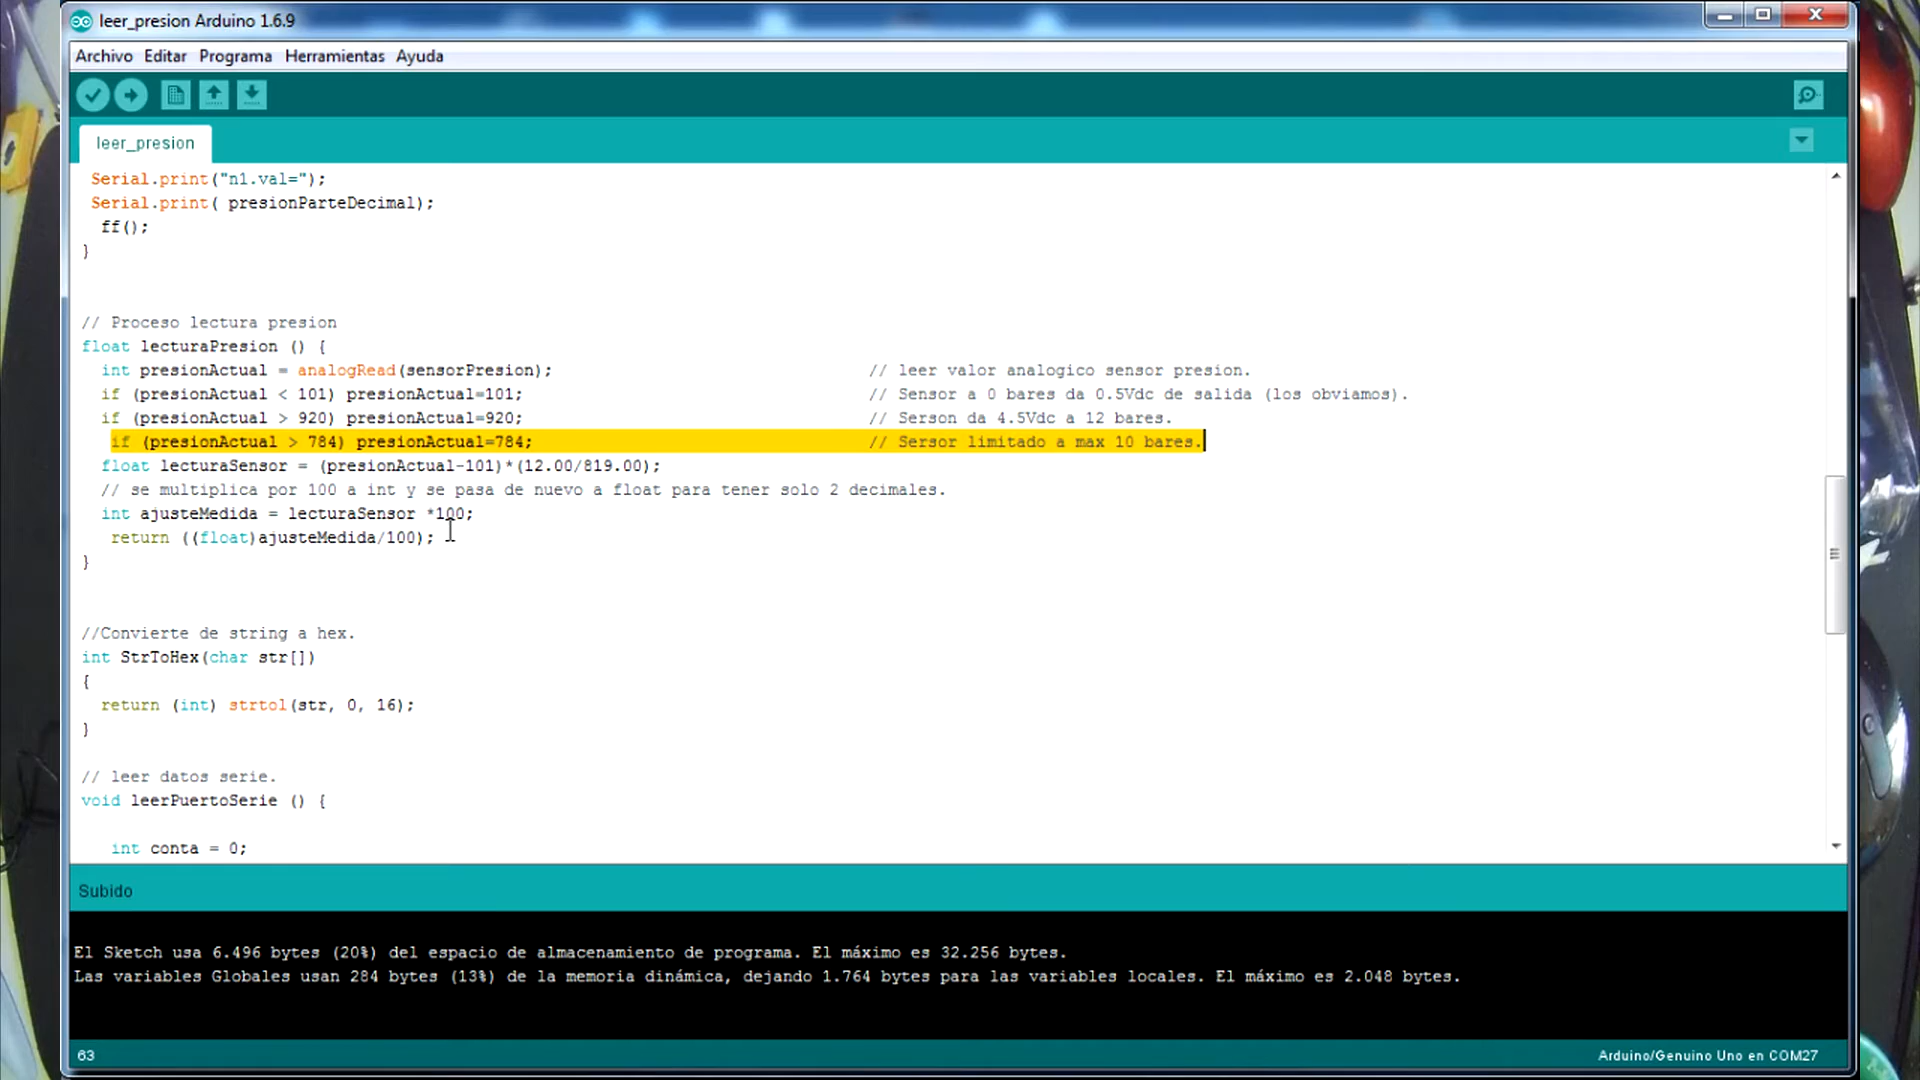 leer_presion Arduino 1.6.9
Archivo Editar Programa Herramientas Ayuda
leer_presion
Serial.print("n1.val=");
Serial.print( presionParteDecimal);
ff();
}
// Proceso lectura presion
float lecturaPresion () {
int presionActual = analogRead(sensorPresion); // leer valor analogico sensor presion.
if (presionActual < 101) presionActual=101; // Sensor a 0 bares da 0.5Vdc de salida (los obviamos).
if (presionActual > 920) presionActual=920; // Serson da 4.5Vdc a 12 bares.
if (presionActual > 784) presionActual=784; // Sersor limitado a max 10 bares.
float lecturaSensor = (presionActual-101)*(12.00/819.00);
// se multiplica por 100 a int y se pasa de nuevo a float para tener solo 2 decimales.
int ajusteMedida = lecturaSensor *100;
return ((float)ajusteMedida/100);
}
//Convierte de string a hex.
int StrToHex(char str[])
{
return (int) strtol(str, 0, 16);
}
// leer datos serie.
void leerPuertoSerie () {
int conta = 0;
Subido
El Sketch usa 6.496 bytes (20%) del espacio de almacenamiento de programa. El máximo es 32.256 bytes.
Las variables Globales usan 284 bytes (13%) de la memoria dinámica, dejando 1.764 bytes para las variables locales. El máximo es 2.048 bytes.
63
Arduino/Genuino Uno en COM27